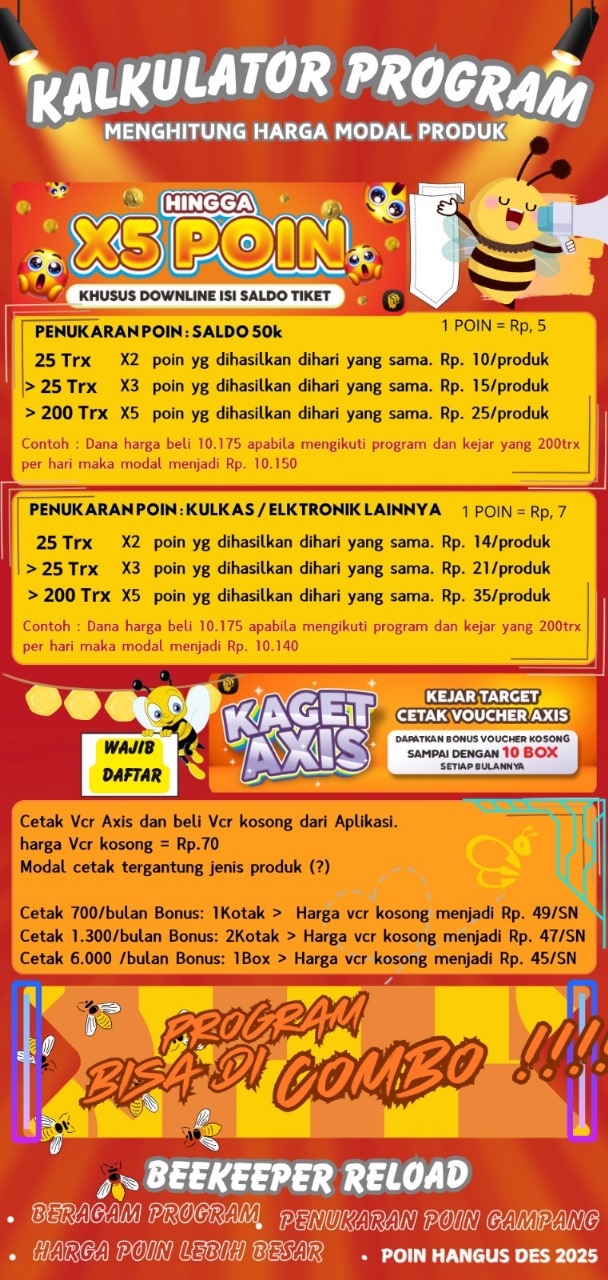 KALKULATOR PROGRAM
MENGHITUNG HARGA MODAL PRODUK
HINGGA
X5 POIN
KHUSUS DOWNLINE ISI SALDO TIKET
PENUKARAN POIN : SALDO 50k
1 POIN = Rp, 5
25 Trx X2 poin yg dihasilkan dihari yang sama. Rp. 10/produk
> 25 Trx X3 poin yg dihasilkan dihari yang sama. Rp. 15/produk
> 200 Trx X5 poin yg dihasilkan dihari yang sama. Rp. 25/produk
Contoh : Dana harga beli 10.175 apabila mengikuti program dan kejar yang 200trx
per hari maka modal menjadi Rp. 10.150
PENUKARAN POIN : KULKAS / ELKTRONIK LAINNYA 1 POIN = Rp, 7
25 Trx X2 poin yg dihasilkan dihari yang sama. Rp. 14/produk
> 25 Trx X3 poin yg dihasilkan dihari yang sama. Rp. 21/produk
> 200 Trx X5 poin yg dihasilkan dihari yang sama. Rp. 35/produk
Contoh : Dana harga beli 10.175 apabila mengikuti program dan kejar yang 200trx
per hari maka modal menjadi Rp. 10.140
WAJIB
DAFTAR
KAGET
AXIS
KEJAR TARGET
CETAK VOUCHER AXIS
DAPATKAN BONUS VOUCHER KOSONG
SAMPAI DENGAN 10 BOX
SETIAP BULANNYA
Cetak Vcr Axis dan beli Vcr kosong dari Aplikasi.
harga Vcr kosong = Rp.70
Modal cetak tergantung jenis produk (?)
Cetak 700/bulan Bonus: 1Kotak > Harga vcr kosong menjadi Rp. 49/SN
Cetak 1.300/bulan Bonus: 2Kotak > Harga vcr kosong menjadi Rp. 47/SN
Cetak 6.000 /bulan Bonus: 1Box > Harga vcr kosong menjadi Rp. 45/SN
PROGRAM
BISA DI COMBO !!!!
BEEKEEPER RELOAD
• BERAGAM PROGRAM • PENUKARAN POIN GAMPANG
• HARGA POIN LEBIH BESAR • POIN HANGUS DES 2025